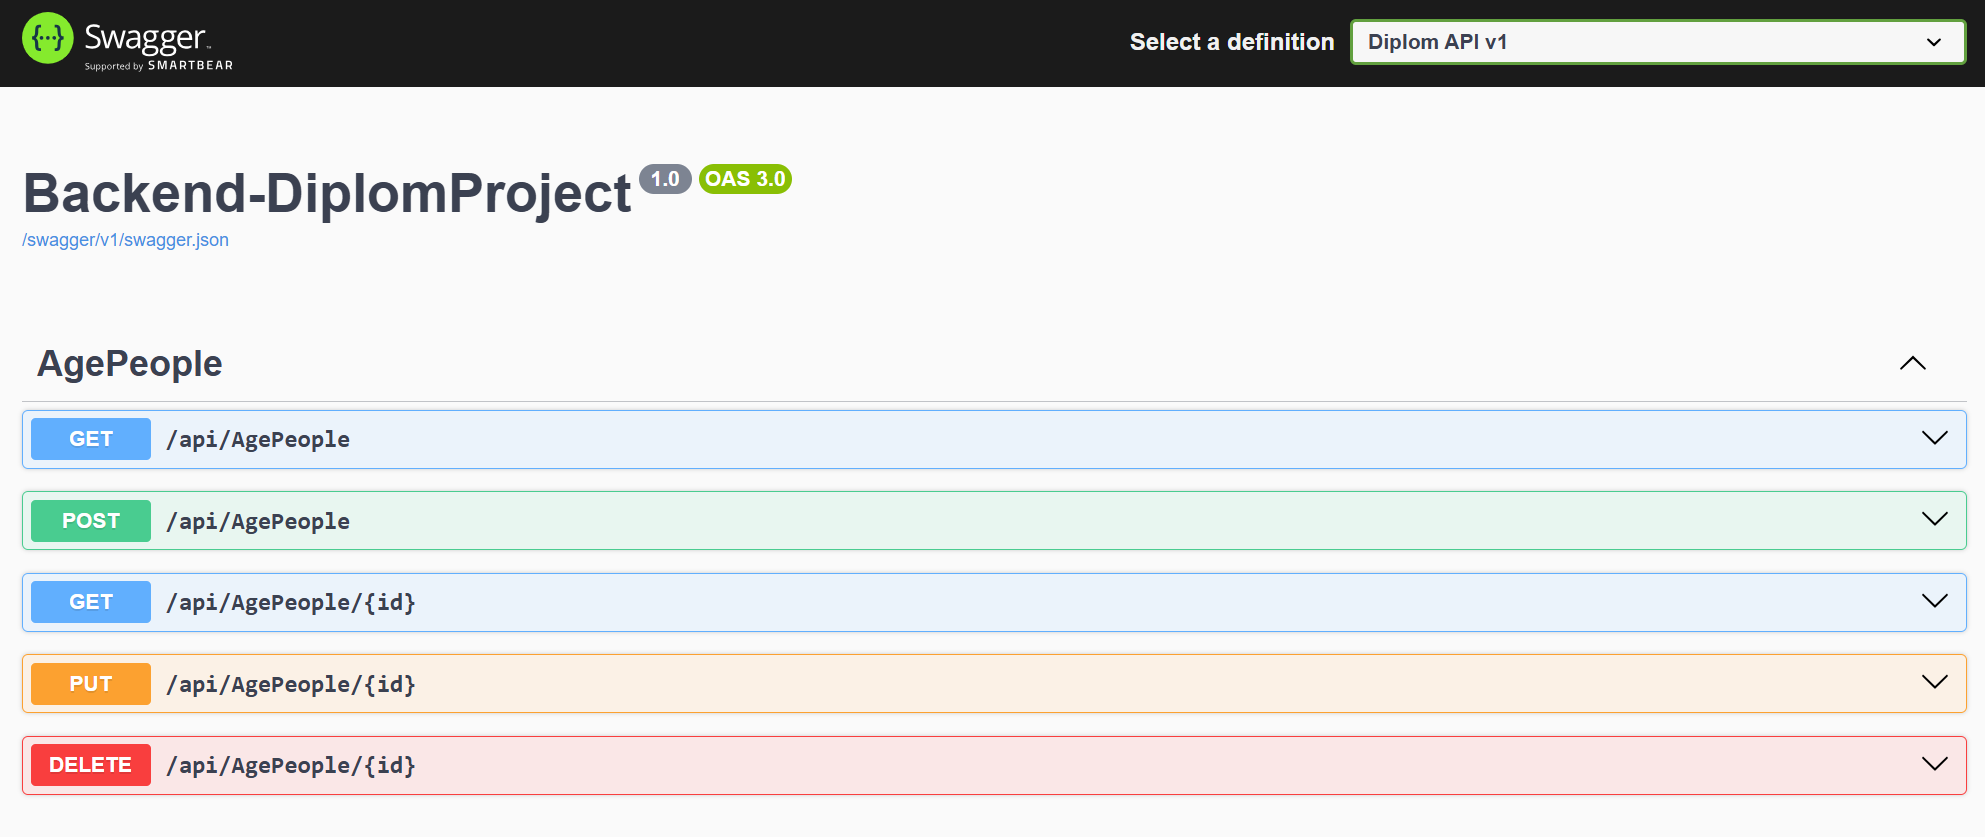 {···} Swagger™
Supported by SMARTBEAR
Select a definition
Diplom API v1
Backend-DiplomProject 1.0 OAS 3.0
/swagger/v1/swagger.json
AgePeople
GET /api/AgePeople
POST /api/AgePeople
GET /api/AgePeople/{id}
PUT /api/AgePeople/{id}
DELETE /api/AgePeople/{id}